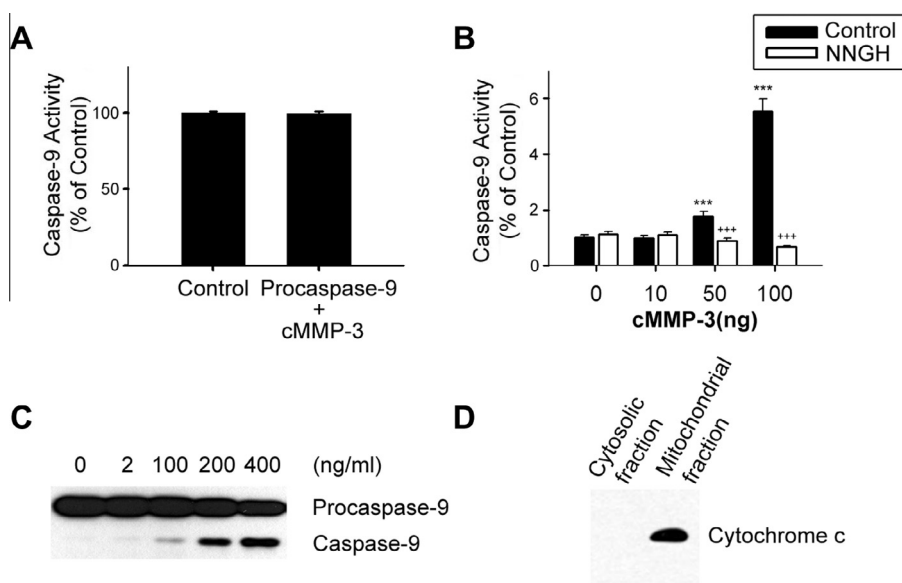 A
Caspase-9 Activity
(% of Control)
100
50
0
Control
Procaspase-9
+
cMMP-3
B
Control
NNGH
Caspase-9 Activity
(% of Control)
6
4
2
0
***
+++
***
+++
0 10 50 100
cMMP-3(ng)
C
0 2 100 200 400 (ng/ml)
Procaspase-9
Caspase-9
D
Cytosolic
fraction
Mitochondrial
fraction
Cytochrome c